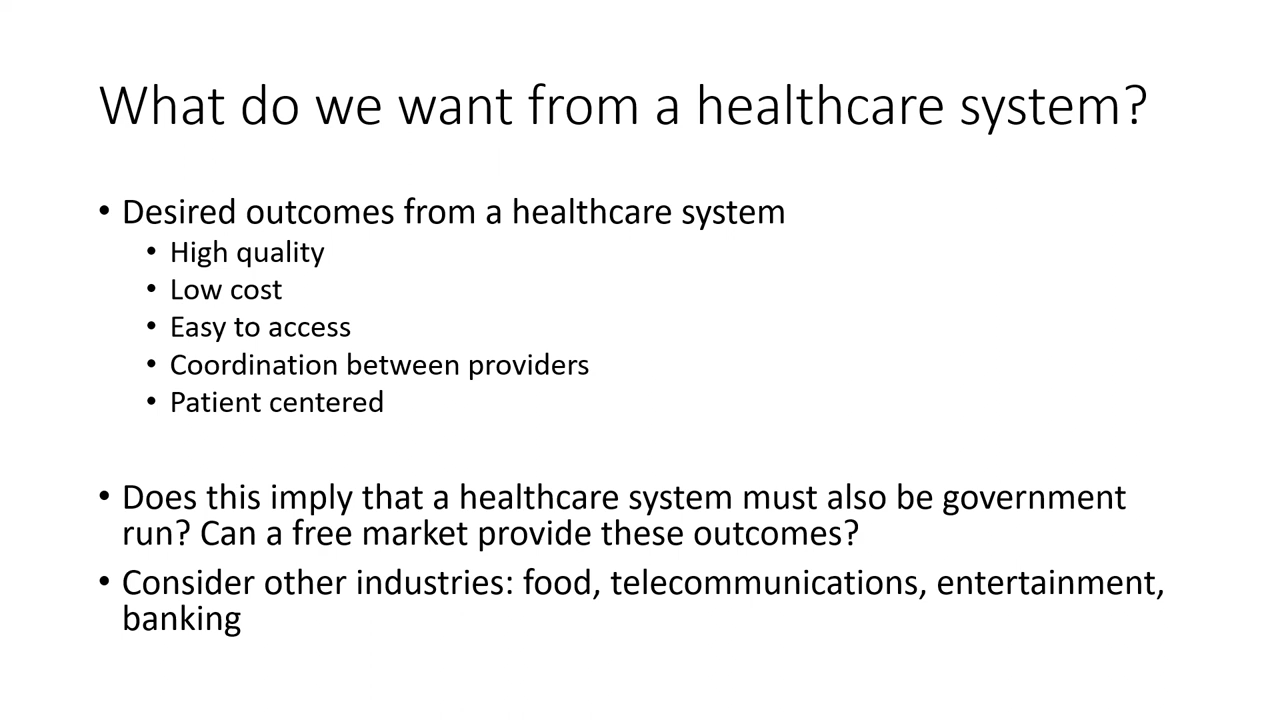 What do we want from a healthcare system?
• Desired outcomes from a healthcare system
• High quality
• Low cost
• Easy to access
• Coordination between providers
• Patient centered
• Does this imply that a healthcare system must also be government
run? Can a free market provide these outcomes?
• Consider other industries: food, telecommunications, entertainment,
banking